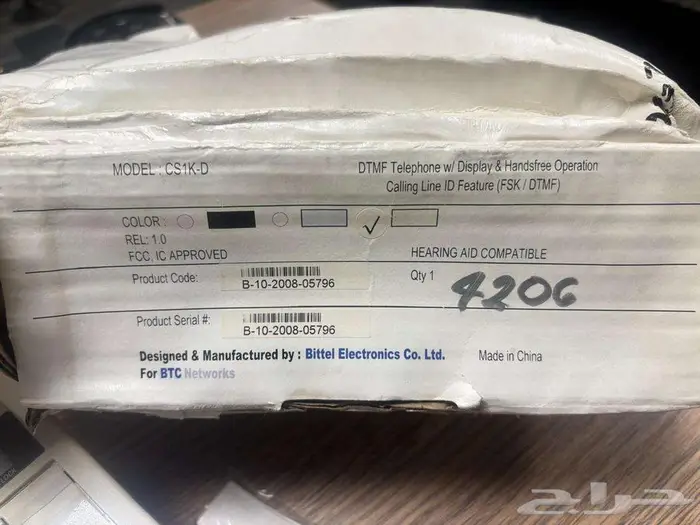 MODEL : CS1K-D
DTMF Telephone w/ Display & Handsfree Operation
Calling Line ID Feature (FSK / DTMF)
COLOR :
REL: 1.0
FCC, IC APPROVED
HEARING AID COMPATIBLE
Product Code: B-10-2008-05796
Qty 1 4206
Product Serial #: B-10-2008-05796
Designed & Manufactured by : Bittel Electronics Co. Ltd.
Made in China
For BTC Networks
حراج